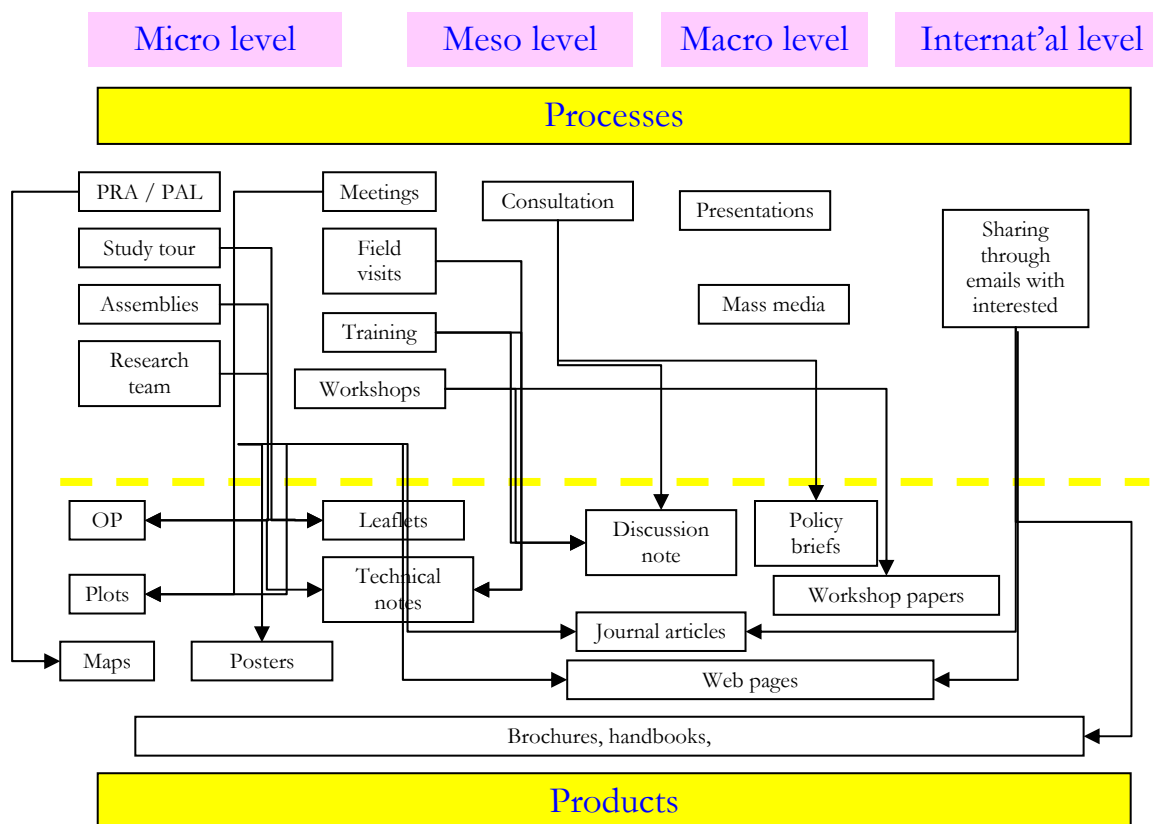 Micro level
Meso level
Macro level
Internat'al level
Processes
PRA / PAL
Meetings
Consultation
Presentations
Study tour
Field
visits
Sharing
through
emails with
interested
Assemblies
Training
Mass media
Research
team
Workshops
OP
Leaflets
Discussion
note
Policy
briefs
Plots
Technical
notes
Workshop papers
Journal articles
Maps
Posters
Web pages
Brochures, handbooks,
Products